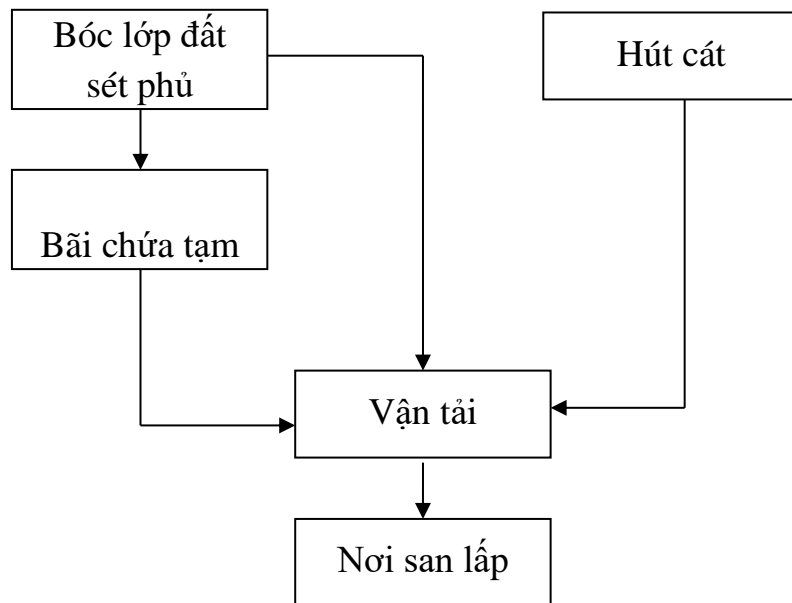 Bóc lớp đất
sét phủ
Hút cát
Bãi chứa tạm
Vận tải
Nơi san lấp